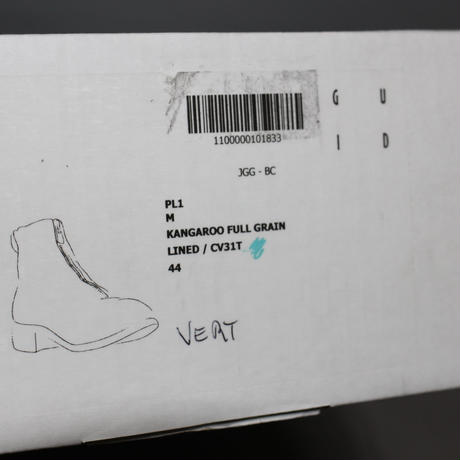 G U
I D
1100000101833
JGG - BC
PL1
M
KANGAROO FULL GRAIN
LINED / CV31T
44
VERT